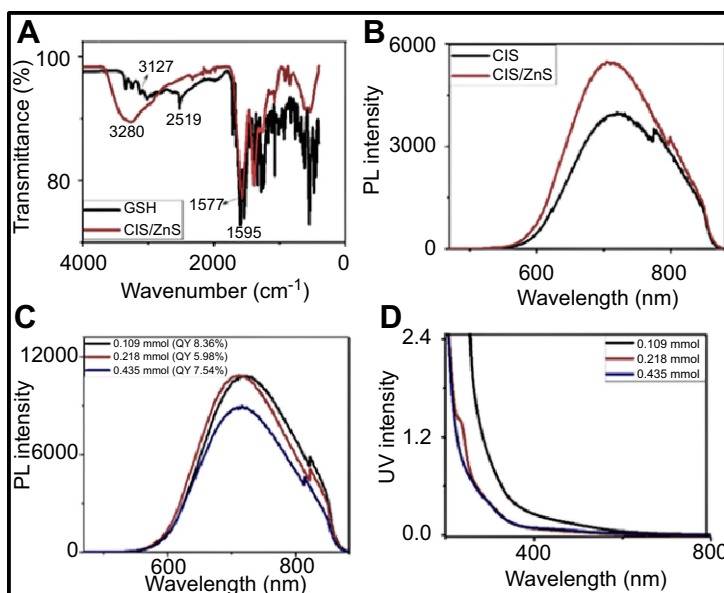 A
Transmittance (%)
100
80
3127
3280
2519
1577
1595
GSH
CIS/ZnS
4000
2000
0
Wavenumber (cm⁻¹)
B
PL intensity
6000
3000
0
CIS
CIS/ZnS
600
800
Wavelength (nm)
C
PL intensity
12000
6000
0
0.109 mmol (QY 8.36%)
0.218 mmol (QY 5.98%)
0.435 mmol (QY 7.54%)
600
800
Wavelength (nm)
D
UV intensity
2.4
1.2
0.0
0.109 mmol
0.218 mmol
0.435 mmol
400
800
Wavelength (nm)